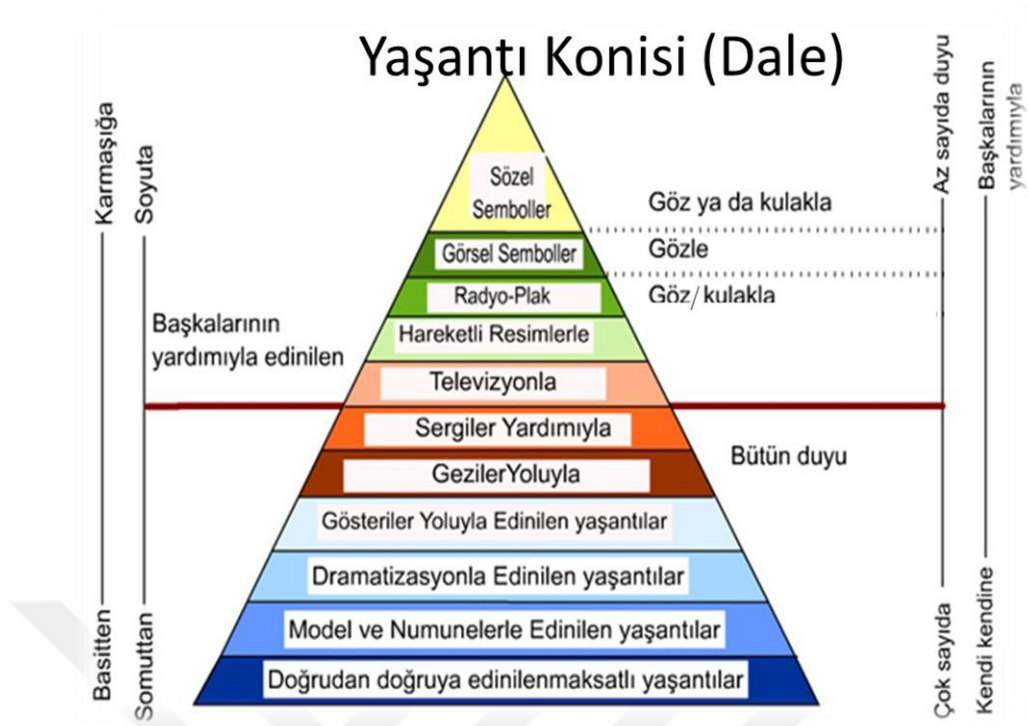 Yaşantı Konisi (Dale)
Karmaşığa
Soyuta
Basitten
Somuttan
Başkalarının
yardımıyla edinilen
Sözel
Semboller
Görsel Semboller
Radyo-Plak
Hareketli Resimlerle
Televizyonla
Sergiler Yardımıyla
GezilerYoluyla
Gösteriler Yoluyla Edinilen yaşantılar
Dramatizasyonla Edinilen yaşantılar
Model ve Numunelerle Edinilen yaşantılar
Doğrudan doğruya edinilenmaksatlı yaşantılar
Göz ya da kulakla
Gözle
Göz/kulakla
Bütün duyu
Az sayıda duyu
Çok sayıda
Başkalarının
yardımıyla
Kendi kendine